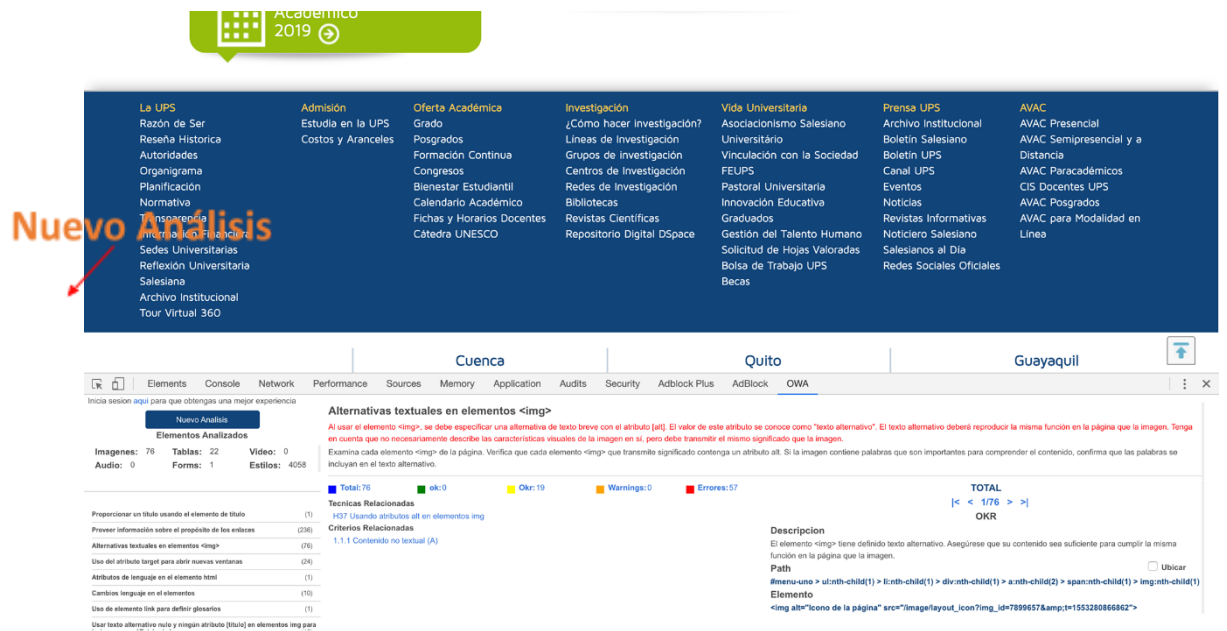 Académico
2019
La UPS
Razón de Ser
Reseña Historica
Autoridades
Organigrama
Planificación
Normativa
Transparencia
Información Financiera
Sedes Universitarias
Reflexión Universitaria
Salesiana
Archivo Institucional
Tour Virtual 360
Admisión
Estudia en la UPS
Costos y Aranceles
Oferta Académica
Grado
Posgrados
Formación Continua
Congresos
Bienestar Estudiantil
Calendario Académico
Fichas y Horarios Docentes
Cátedra UNESCO
Investigación
¿Cómo hacer investigación?
Líneas de Investigación
Grupos de investigación
Centros de Investigación
Redes de Investigación
Bibliotecas
Revistas Científicas
Repositorio Digital DSpace
Vida Universitaria
Asociacionismo Salesiano
Universitário
Vinculación con la Sociedad
FEUPS
Pastoral Universitaria
Innovación Educativa
Graduados
Gestión del Talento Humano
Solicitud de Hojas Valoradas
Bolsa de Trabajo UPS
Becas
Prensa UPS
Archivo Institucional
Boletín Salesiano
Boletín UPS
Canal UPS
Eventos
Noticias
Revistas Informativas
Noticiero Salesiano
Salesianos al Día
Redes Sociales Oficiales
AVAC
AVAC Presencial
AVAC Semipresencial y a
Distancia
AVAC Paracadémicos
CIS Docentes UPS
AVAC Posgrados
AVAC para Modalidad en
Línea
Nuevo Análisis
Cuenca Quito Guayaquil
Elements Console Network Performance Sources Memory Application Audits Security Adblock Plus AdBlock OWA
Inicia sesion aqui para que obtengas una mejor experiencia
Nuevo Analisis
Elementos Analizados
Imagenes: 76 Tablas: 22 Video: 0
Audio: 0 Forms: 1 Estilos: 4058
Proporcionar un título usando el elemento de título (1)
Proveer información sobre el propósito de los enlaces (236)
Alternativas textuales en elementos <img> (76)
Uso del atributo target para abrir nuevas ventanas (24)
Atributos de lenguaje en el elemento html (1)
Cambios lenguaje en el elementos (10)
Uso de elemento link para definir glosarios (1)
Usar texto alternativo nulo y ningún atributo [título] en elementos img para
Alternativas textuales en elementos <img>
Al usar el elemento <img>, se debe especificar una alternativa de texto breve con el atributo [alt]. El valor de este atributo se conoce como "texto alternativo". El texto alternativo deberá reproducir la misma función en la página que la imagen. Tenga
en cuenta que no necesariamente describe las características visuales de la imagen en sí, pero debe transmitir el mismo significado que la imagen.
Examina cada elemento <img> de la página. Verifica que cada elemento <img> que transmite significado contenga un atributo alt. Si la imagen contiene palabras que son importantes para comprender el contenido, confirma que las palabras se
incluyan en el texto alternativo.
Total:76 ok:0 Okr: 19 Warnings:0 Errores:57
Tecnicas Relacionadas
H37 Usando atributos alt en elementos img
Criterios Relacionadas
1.1.1 Contenido no textual (A)
TOTAL
|< < 1/76 > >|
OKR
Descripcion
El elemento <img> tiene definido texto alternativo. Asegúrese que su contenido sea suficiente para cumplir la misma
función en la página que la imagen.
Path Ubicar
#menu-uno > ul:nth-child(1) > li:nth-child(1) > div:nth-child(1) > a:nth-child(2) > span:nth-child(1) > img:nth-child(1)
Elemento
<img alt="Icono de la página" src="/image/layout_icon?img_id=7899657&amp;t=1553280866862">